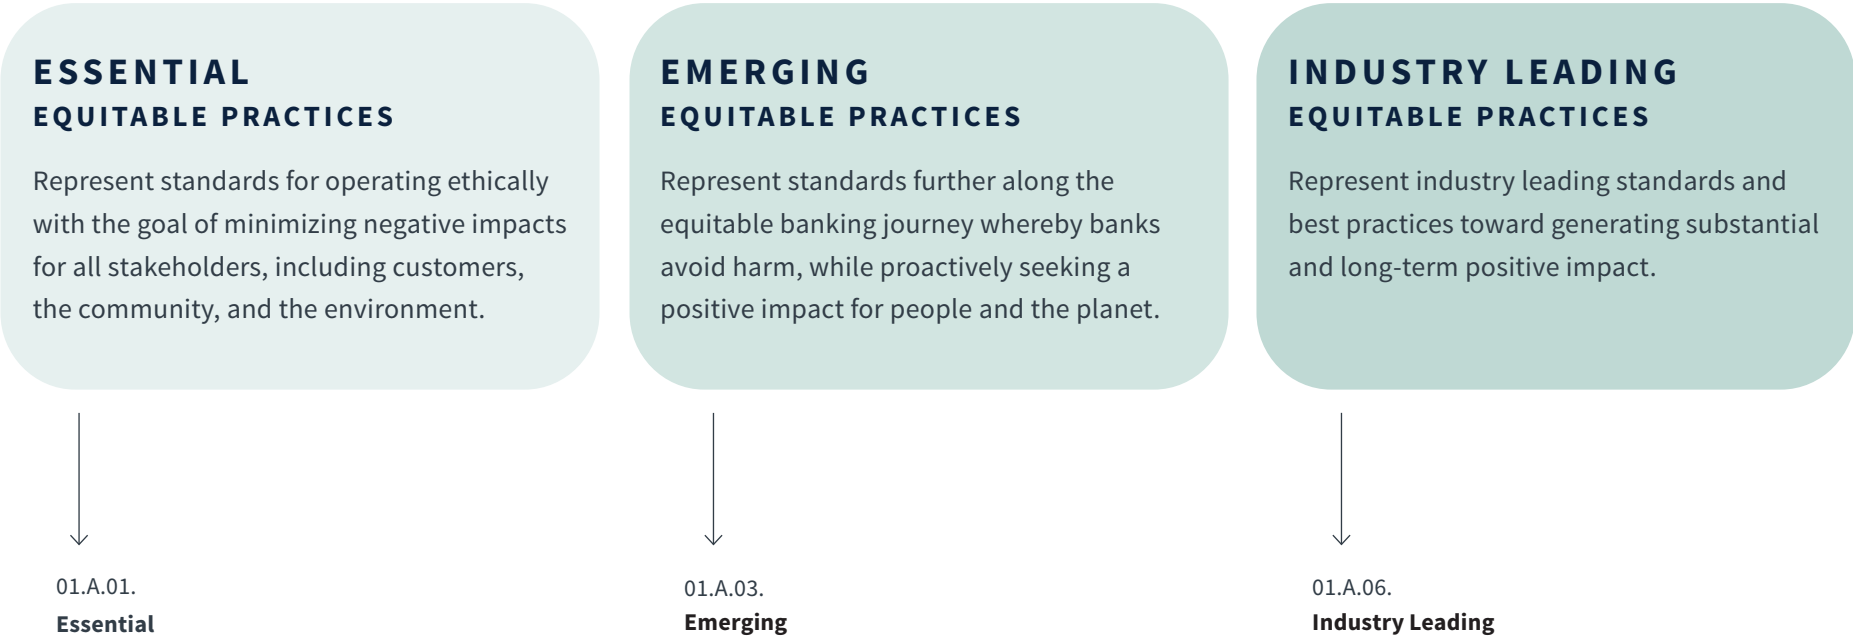 ESSENTIAL
EQUITABLE PRACTICES
Represent standards for operating ethically
with the goal of minimizing negative impacts
for all stakeholders, including customers,
the community, and the environment.
01.A.01.
Essential
EMERGING
EQUITABLE PRACTICES
Represent standards further along the
equitable banking journey whereby banks
avoid harm, while proactively seeking a
positive impact for people and the planet.
01.A.03.
Emerging
INDUSTRY LEADING
EQUITABLE PRACTICES
Represent industry leading standards and
best practices toward generating substantial
and long-term positive impact.
01.A.06.
Industry Leading